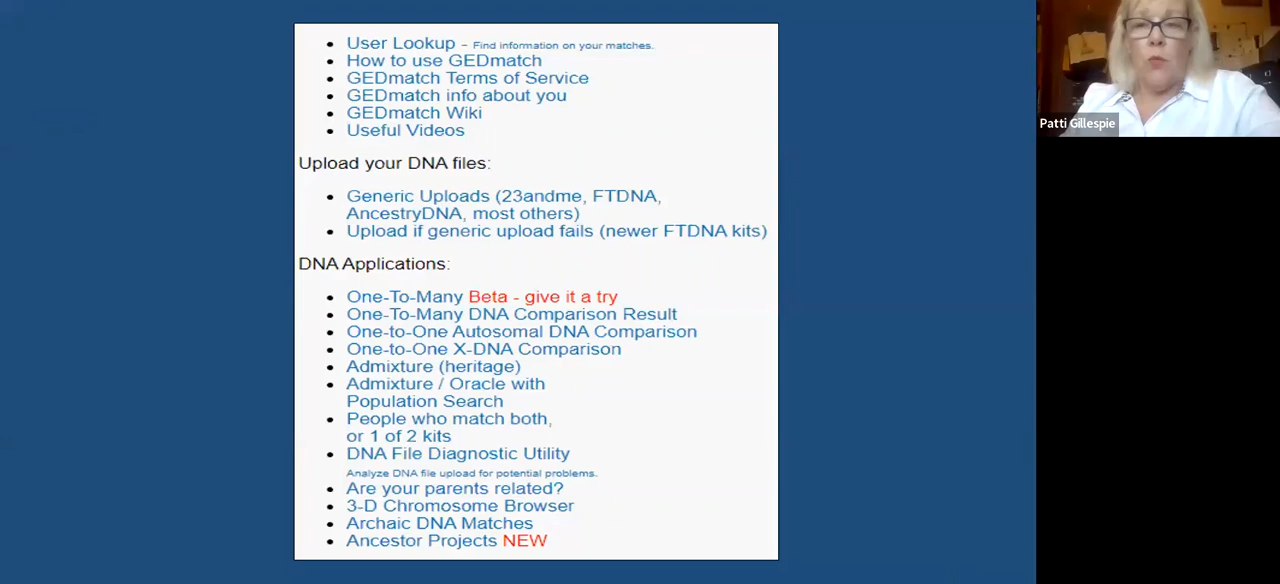 User Lookup - Find information on your matches.
How to use GEDmatch
GEDmatch Terms of Service
GEDmatch info about you
GEDmatch Wiki
Useful Videos
Upload your DNA files:
Generic Uploads (23andme, FTDNA,
AncestryDNA, most others)
Upload if generic upload fails (newer FTDNA kits)
DNA Applications:
One-To-Many Beta - give it a try
One-To-Many DNA Comparison Result
One-to-One Autosomal DNA Comparison
One-to-One X-DNA Comparison
Admixture (heritage)
Admixture / Oracle with
Population Search
People who match both,
or 1 of 2 kits
DNA File Diagnostic Utility
Analyze DNA file upload for potential problems.
Are your parents related?
3-D Chromosome Browser
Archaic DNA Matches
Ancestor Projects NEW
Patti Gillespie